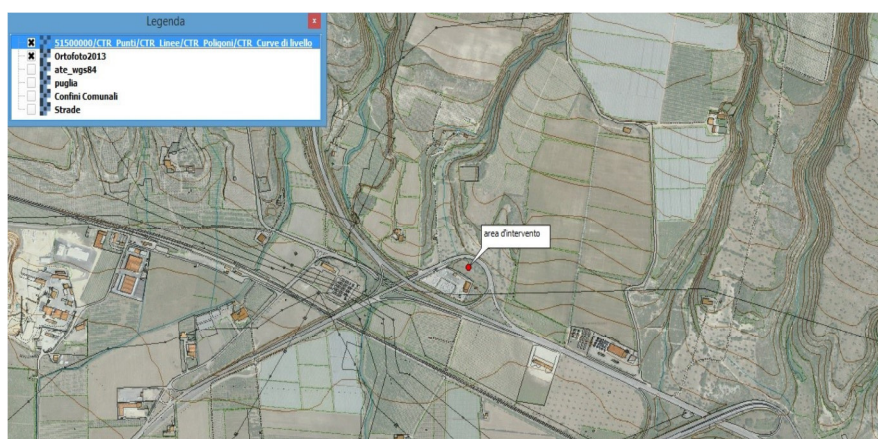 Legenda
x
51500000/CTR_Punti/CTR_Linee/CTR_Poligoni/CTR_Curve di livello
Ortofoto2013
ate_wgs84
puglia
Confini Comunali
Strade
area d'intervento